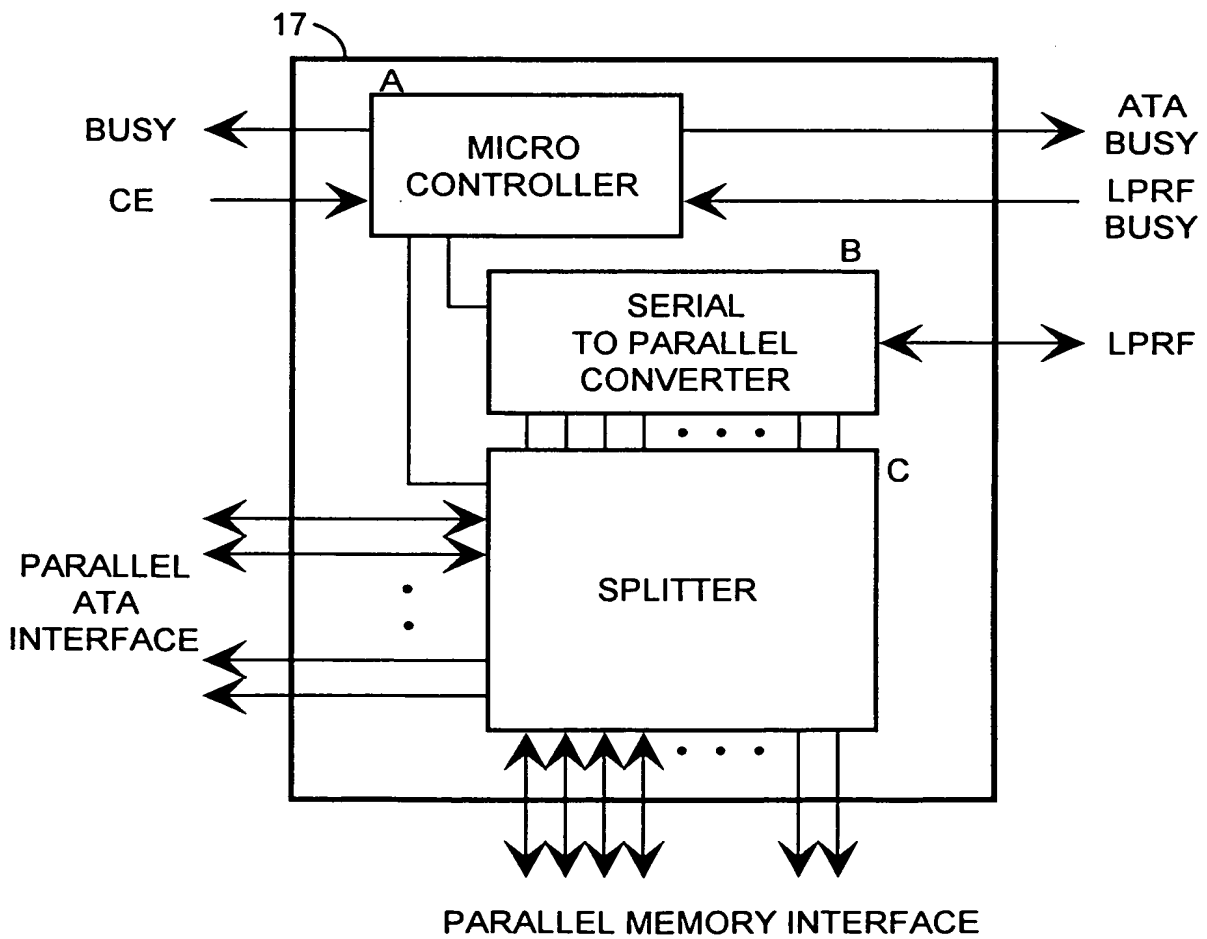 17
A
BUSY
CE
MICRO
CONTROLLER
ATA
BUSY
LPRF
BUSY
B
SERIAL
TO PARALLEL
CONVERTER
LPRF
C
SPLITTER
PARALLEL
ATA
INTERFACE
PARALLEL MEMORY INTERFACE